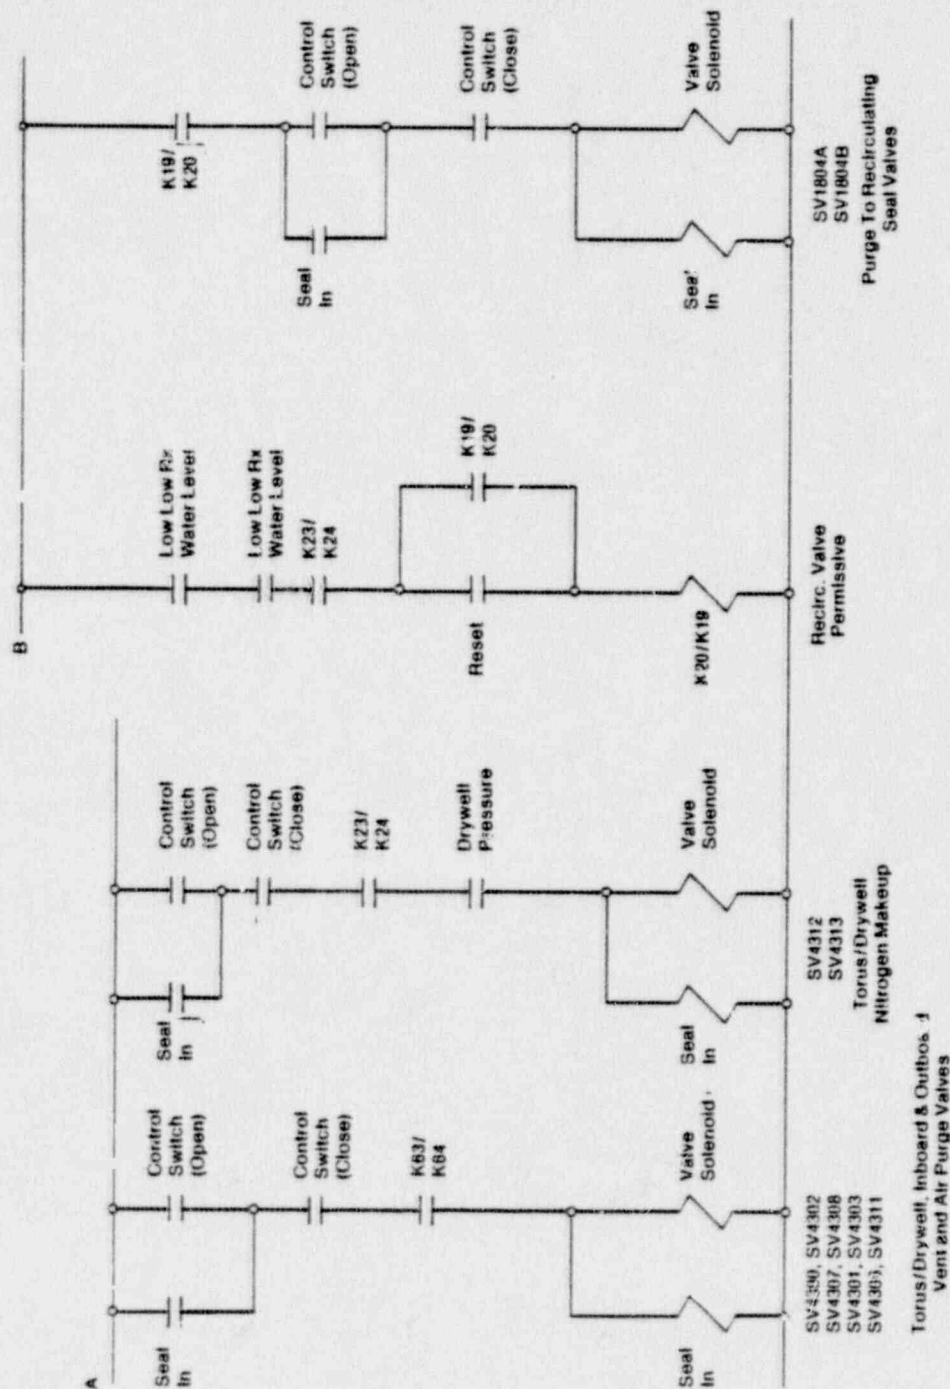 A
Control
Switch
(Open)
Seal
In
Control
Switch
(Close)
K63/
K64
Valve
Solenoid
Seal
In
SV4302
SV4307, SV4308
SV4301, SV4303
SV4311
Torus/Drywell, Inboard &
Vent and Air Purge Valves
Control
Switch
(Open)
Seal
In
Control
Switch
(Close)
K23/
K24
Drywell
Pressure
Valve
Solenoid
Seal
In
SV4312
SV4313
Torus/Drywell
Nitrogen Makeup
B
Low Low Rx
Water Level
Low Low Rx
Water Level
K23/
K24
Reset
K19/
K20
K20/K19
Recirc. Valve
Permissive
K19/
K20
Control
Switch
(Open)
Seal
In
Control
Switch
(Close)
Valve
Solenoid
Seal
In
SV1804A
SV1804B
Purge To Recirculating
Seal Valves